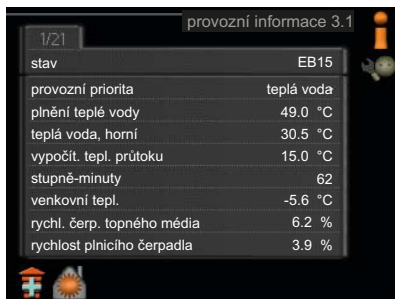 provozní informace 3.1
1/21
stav EB15
provozní priorita teplá voda
plnění teplé vody 49.0 °C
teplá voda, horní 30.5 °C
vypočít. tepl. průtoku 15.0 °C
stupně-minuty 62
venkovní tepl. -5.6 °C
rychl. čerp. topného média 6.2 %
rychlost plnicího čerpadla 3.9 %